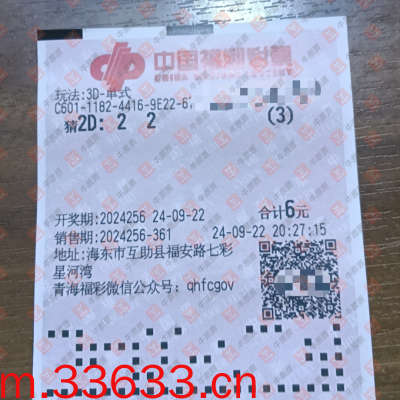 中国福利彩票
CHINA WELFARE LOTTERY
玩法:3D-单式
C601-1182-4416-9E22-6
猜2D: 2 2 (3)
开奖期:2024256 24-09-22 合计6元
销售期:2024256-361 24-09-22 20:27:15
地址:海东市互助县福安路七彩
星河湾
青海福彩微信公众号: qhfcgov
m.33633.cn